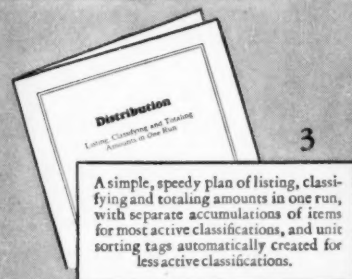 Distribution
Listing, Classifying and Totaling
Amounts in One Run
3
A simple, speedy plan of listing, classi-
fying and totaling amounts in one run,
with separate accumulations of items
for most active classifications, and unit
sorting tags automatically created for
less active classifications.